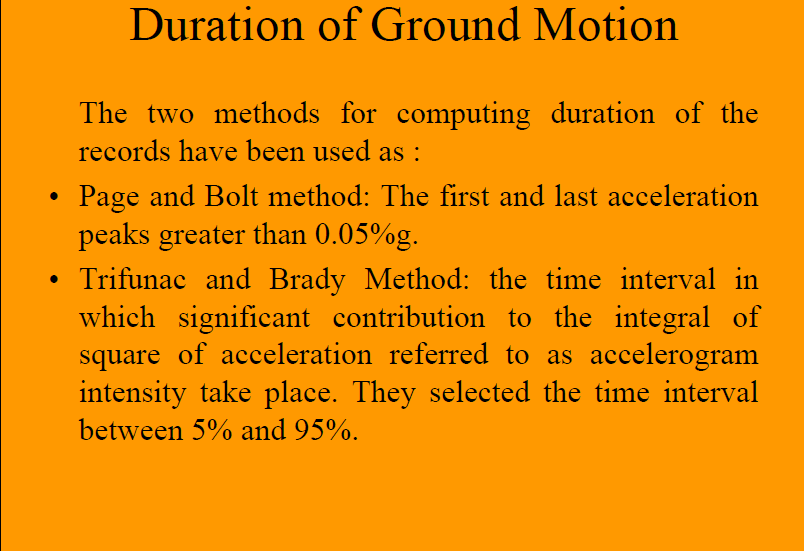 Duration of Ground Motion
The two methods for computing duration of the
records have been used as :
• Page and Bolt method: The first and last acceleration
peaks greater than 0.05%g.
• Trifunac and Brady Method: the time interval in
which significant contribution to the integral of
square of acceleration referred to as accelerogram
intensity take place. They selected the time interval
between 5% and 95%.